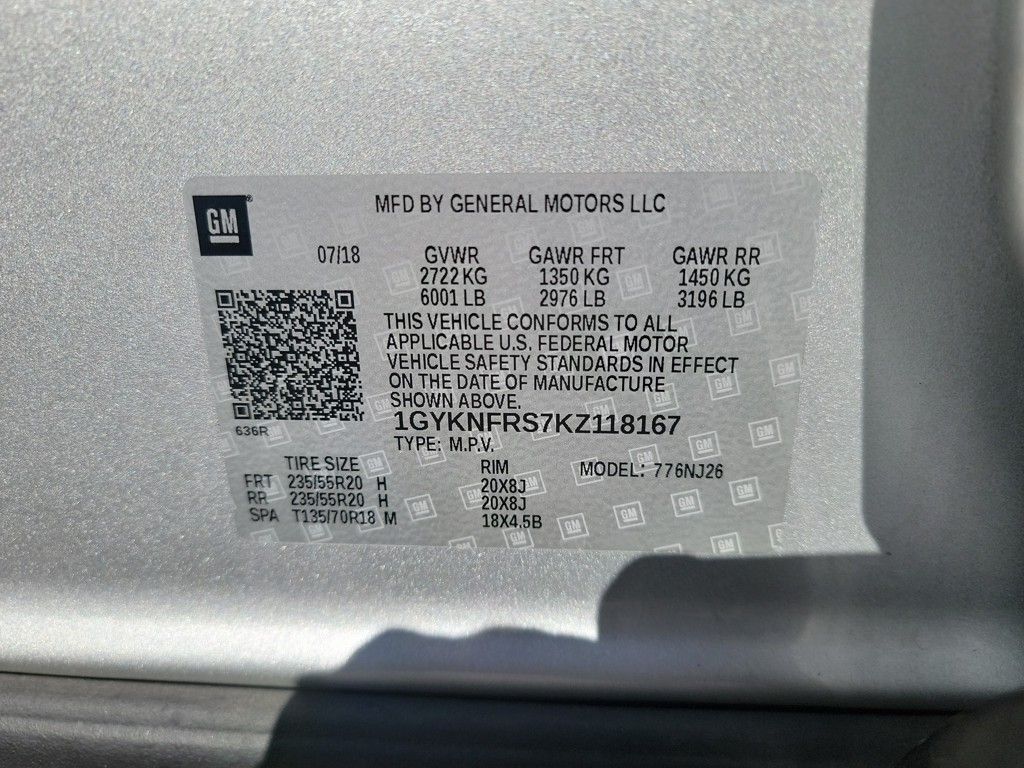 GM
MFD BY GENERAL MOTORS LLC
07/18 GVWR GAWR FRT GAWR RR
2722 KG 1350 KG 1450 KG
6001 LB 2976 LB 3196 LB
THIS VEHICLE CONFORMS TO ALL
APPLICABLE U.S. FEDERAL MOTOR
VEHICLE SAFETY STANDARDS IN EFFECT
ON THE DATE OF MANUFACTURE
SHOWN ABOVE.
1GYKNFRS7KZ118167
636R
TYPE: M.P.V.
TIRE SIZE RIM MODEL: 776NJ26
FRT 235/55R20 H 20X8J
RR 235/55R20 H 20X8J
SPA T135/70R18 M 18X4.5B